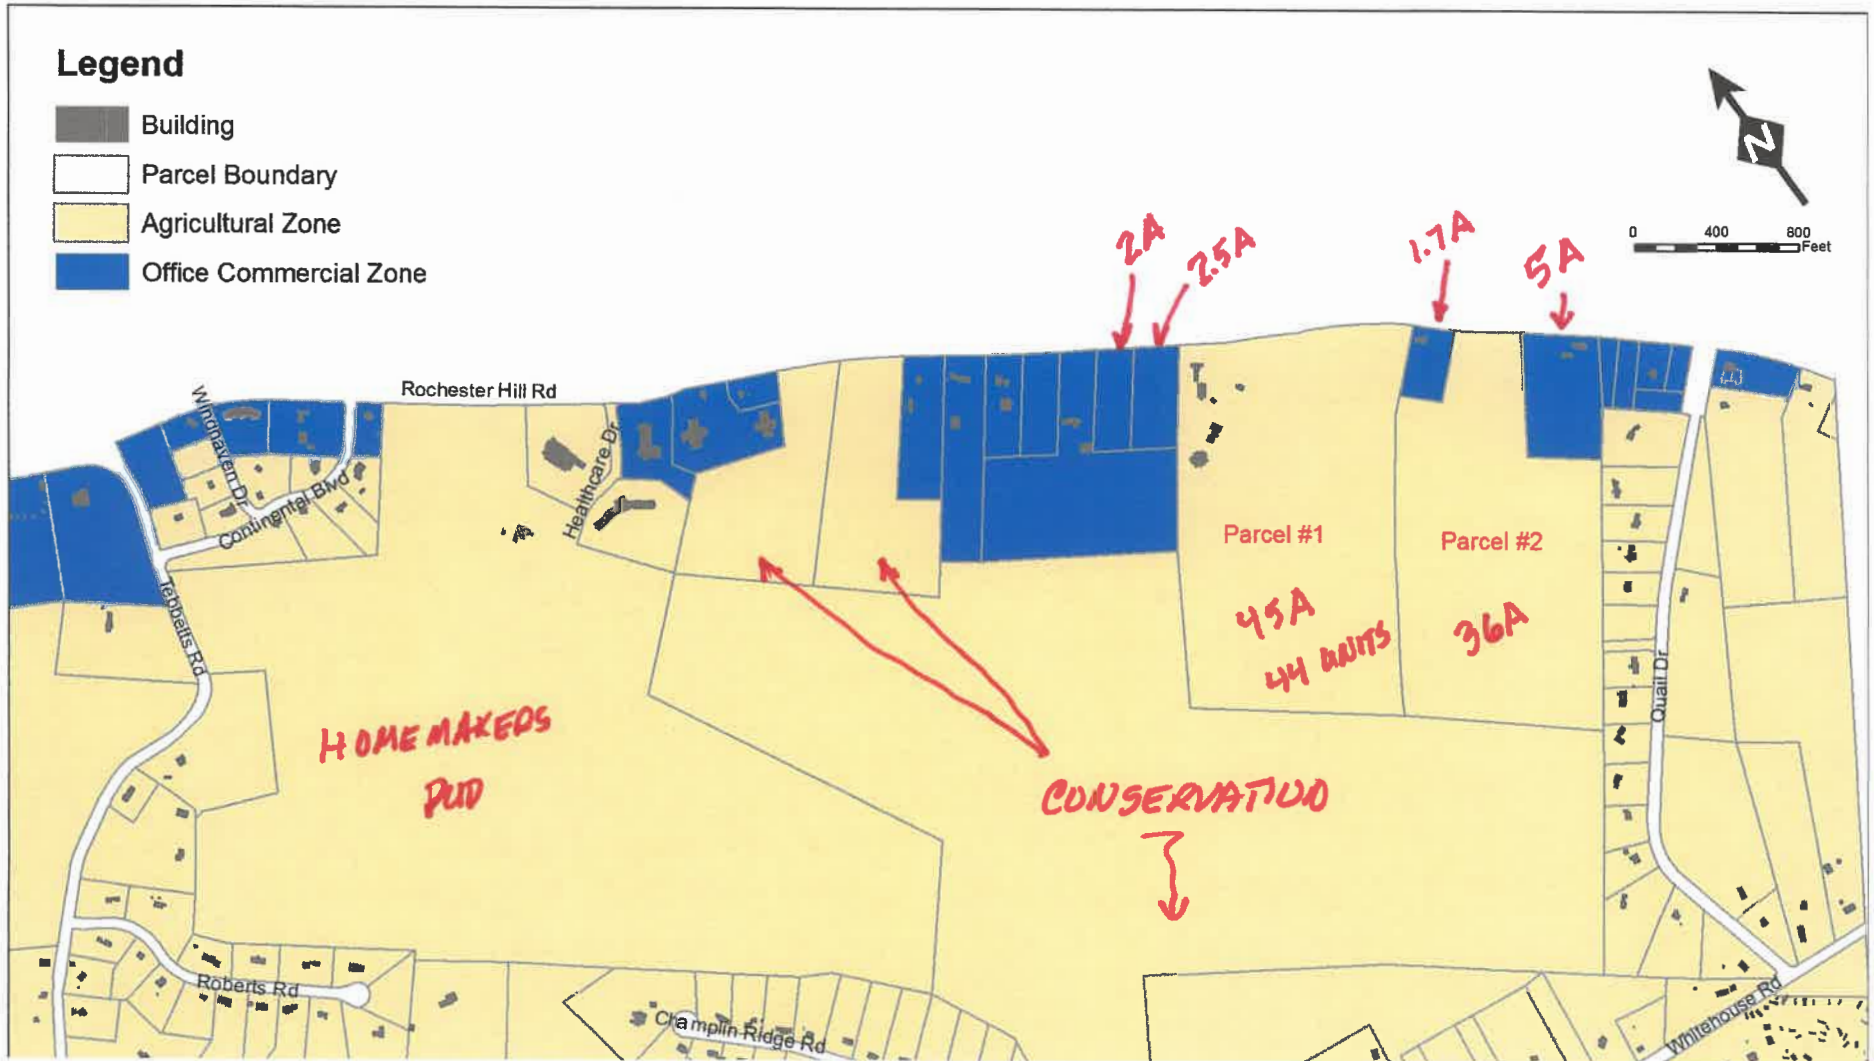 Legend
Building
Parcel Boundary
Agricultural Zone
Office Commercial Zone
N
0 400 800
Feet
2A
2.5A
1.7A
5A
Rochester Hill Rd
Windhaven Dr
Continental Blvd
Healthcare Dr
Tebbetts Rd
Parcel #1
Parcel #2
45A
44 UNITS
36A
Quail Dr
HOMEMAKERS
PUD
CONSERVATION
Roberts Rd
Champlin Ridge Rd
Whitehouse Rd